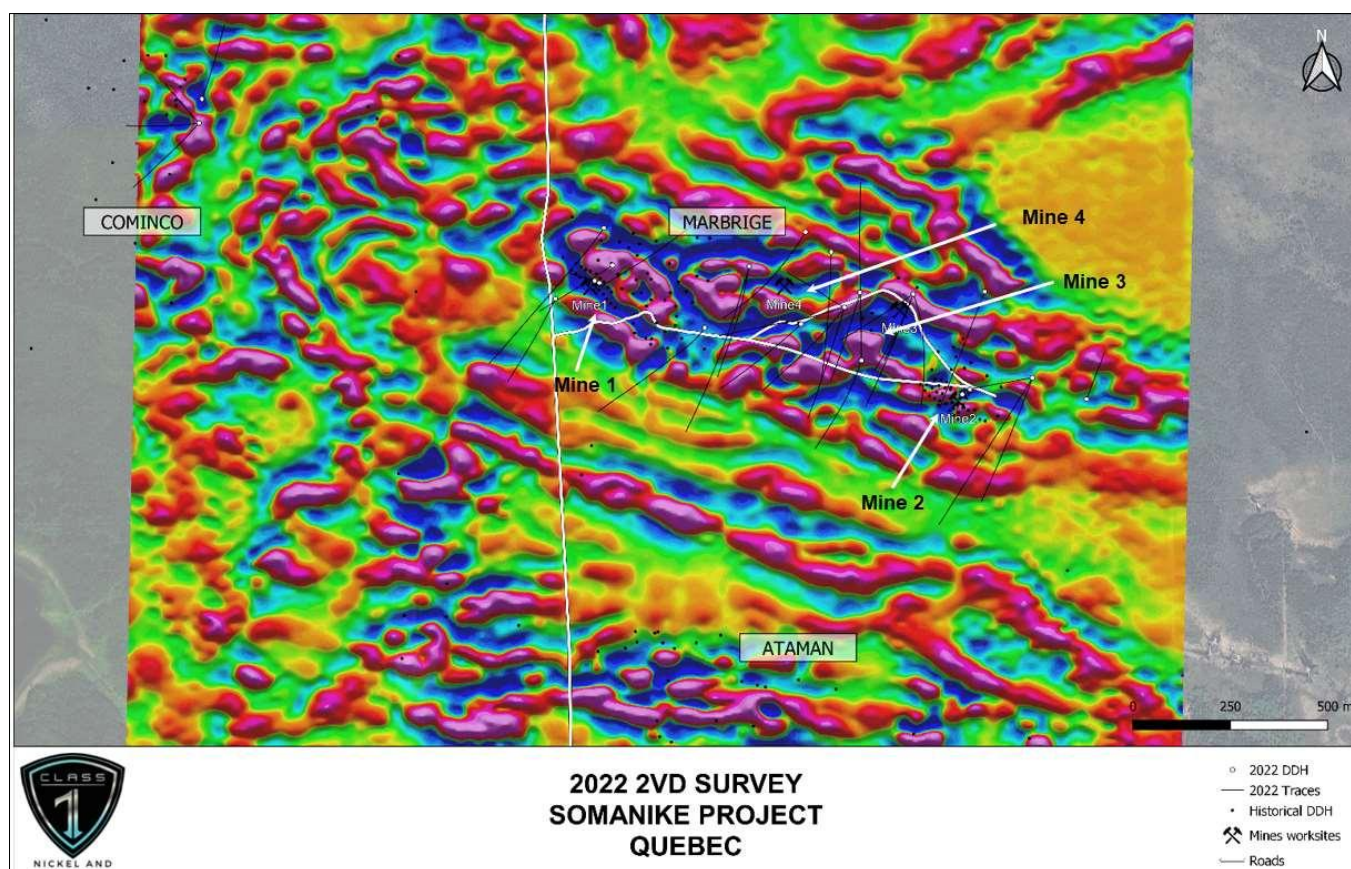 N
COMINCO
MARBRIGE
Mine 4
Mine 3
Mine1
Mine4
Mine3
Mine 1
Mine2
Mine 2
ATAMAN
0 250 500 m
CLASS
1
NICKEL AND
2022 2VD SURVEY
SOMANIKE PROJECT
QUEBEC
2022 DDH
2022 Traces
Historical DDH
Mines worksites
Roads